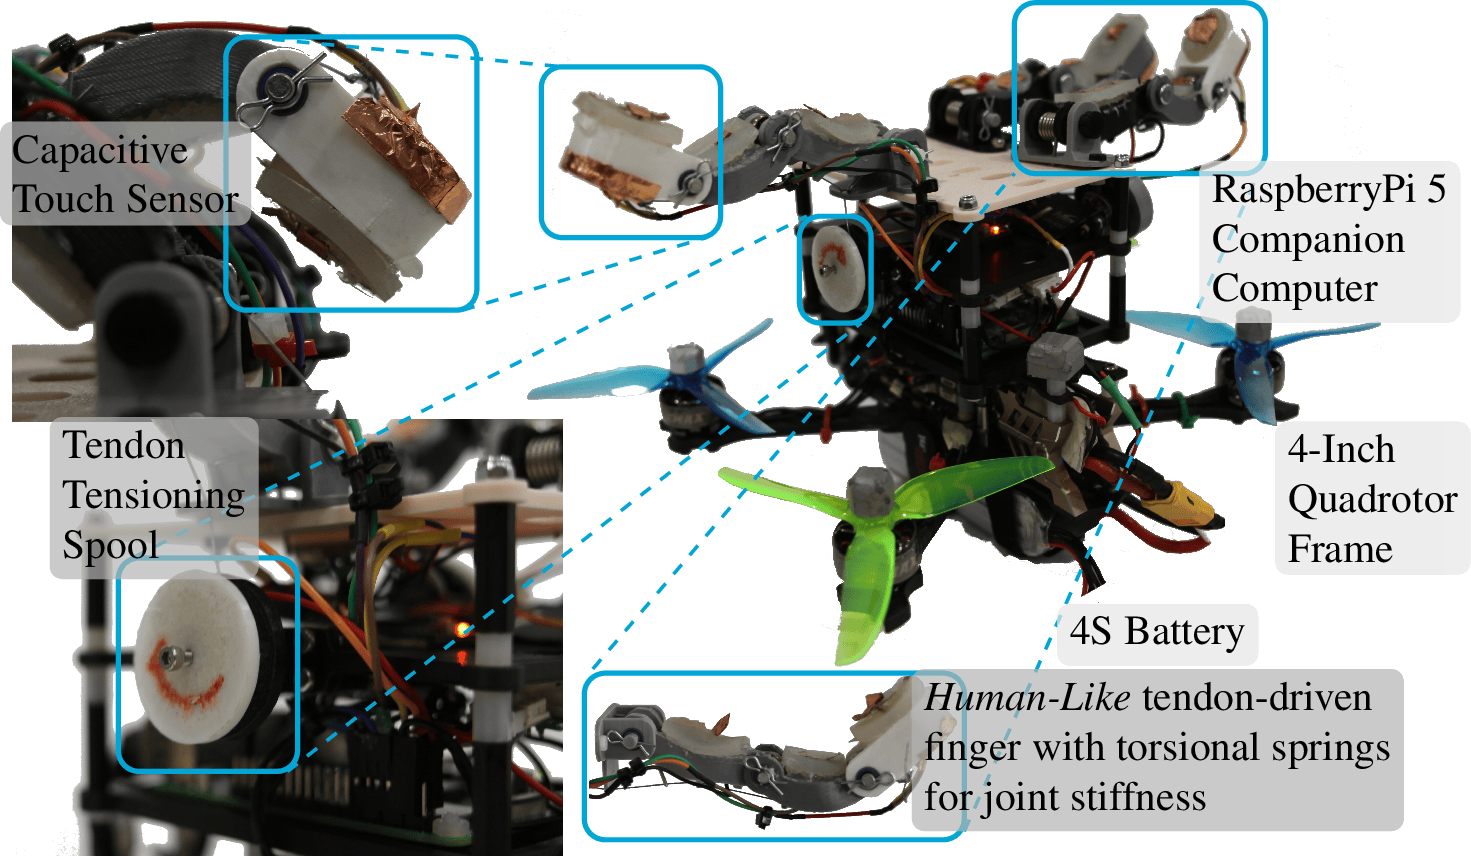 Capacitive
Touch Sensor
RaspberryPi 5
Companion
Computer
Tendon
Tensioning
Spool
4-Inch
Quadrotor
Frame
4S Battery
Human-Like tendon-driven
finger with torsional springs
for joint stiffness